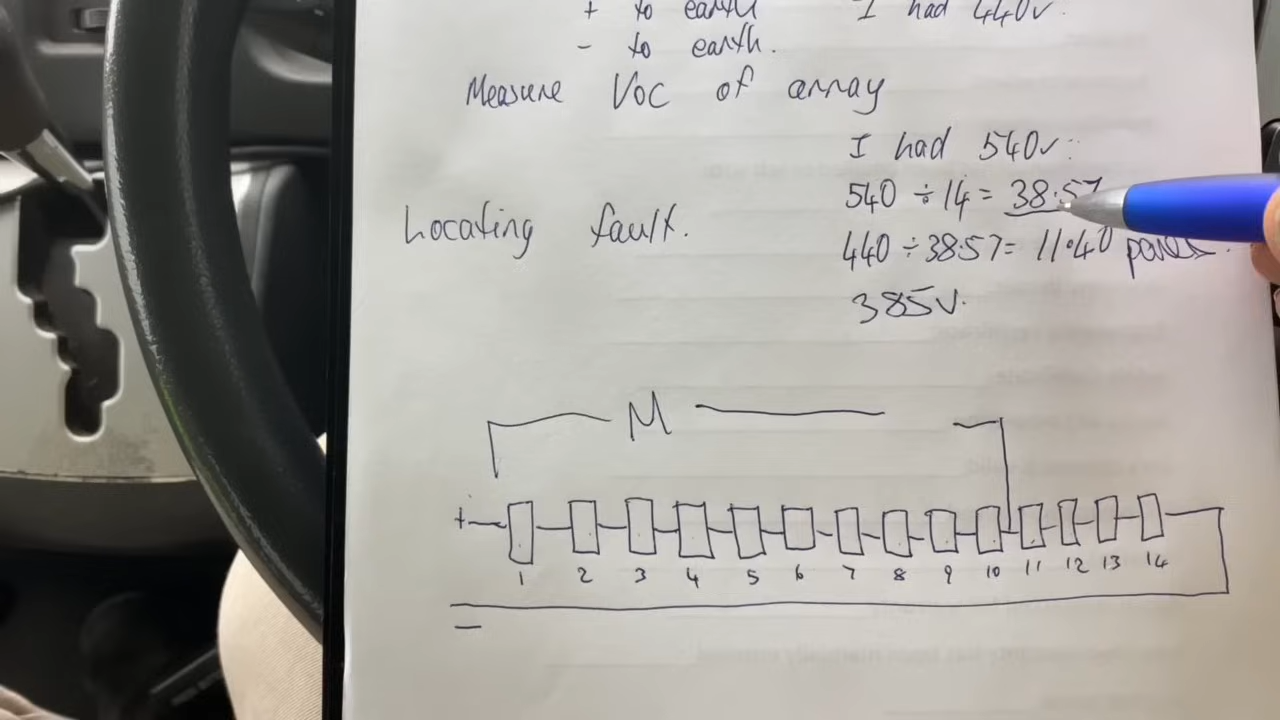 + to earth I had 440v.
- to earth.
Measure Voc of array
I had 540v.
540 ÷ 14 = 38.57
Locating fault.
440 ÷ 38.57 = 11.40 panels.
385v.
M
+
1 2 3 4 5 6 7 8 9 10 11 12 13 14
-